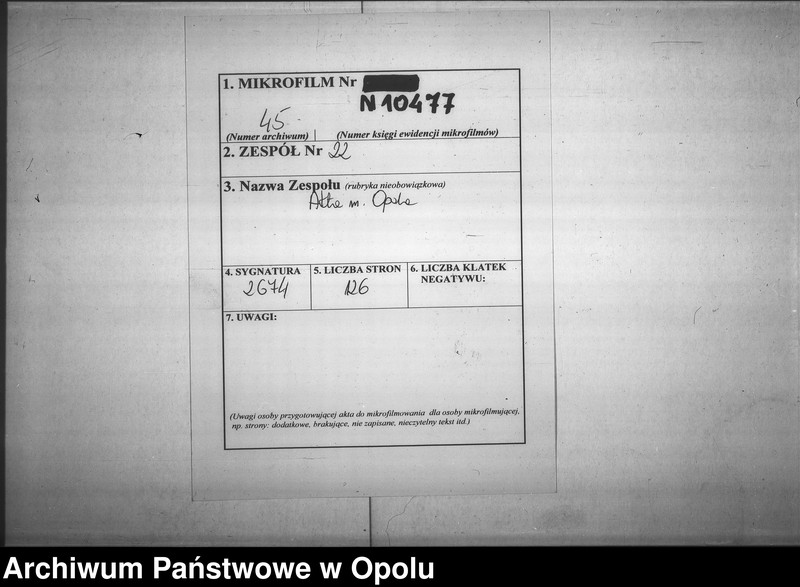 1. MIKROFILM Nr
N 10477
45
(Numer archiwum) (Numer księgi ewidencji mikrofilmów)
2. ZESPÓŁ Nr 22
3. Nazwa Zespołu (rubryka nieobowiązkowa)
Akta m. Opola
4. SYGNATURA 5. LICZBA STRON 6. LICZBA KLATEK
NEGATYWU:
2674 126
7. UWAGI:
(Uwagi osoby przygotowującej akta do mikrofilmowania dla osoby mikrofilmującej,
np. strony: dodatkowe, brakujące, nie zapisane, nieczytelny tekst itd.)
Archiwum Państwowe w Opolu